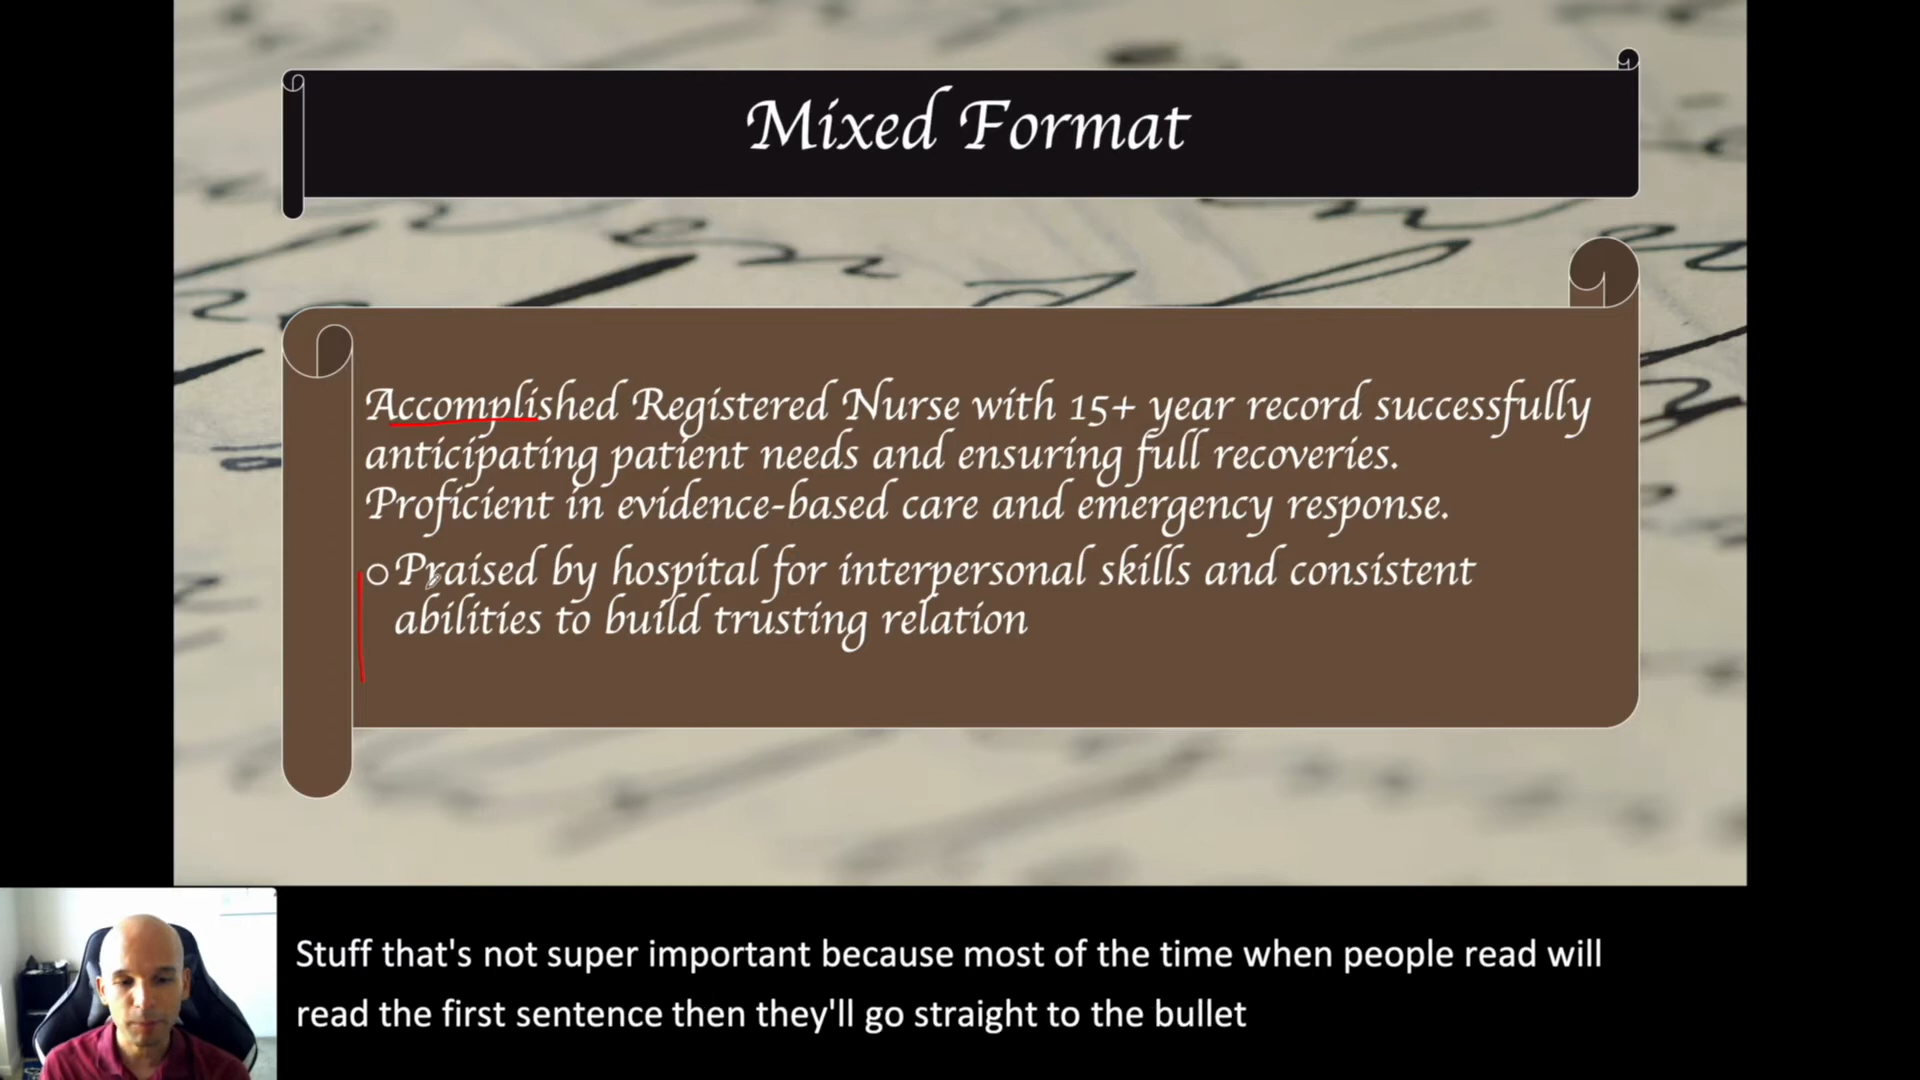 Mixed Format
Accomplished Registered Nurse with 15+ year record successfully
anticipating patient needs and ensuring full recoveries.
Proficient in evidence-based care and emergency response.
○Praised by hospital for interpersonal skills and consistent
abilities to build trusting relation
Stuff that's not super important because most of the time when people read will
read the first sentence then they'll go straight to the bullet